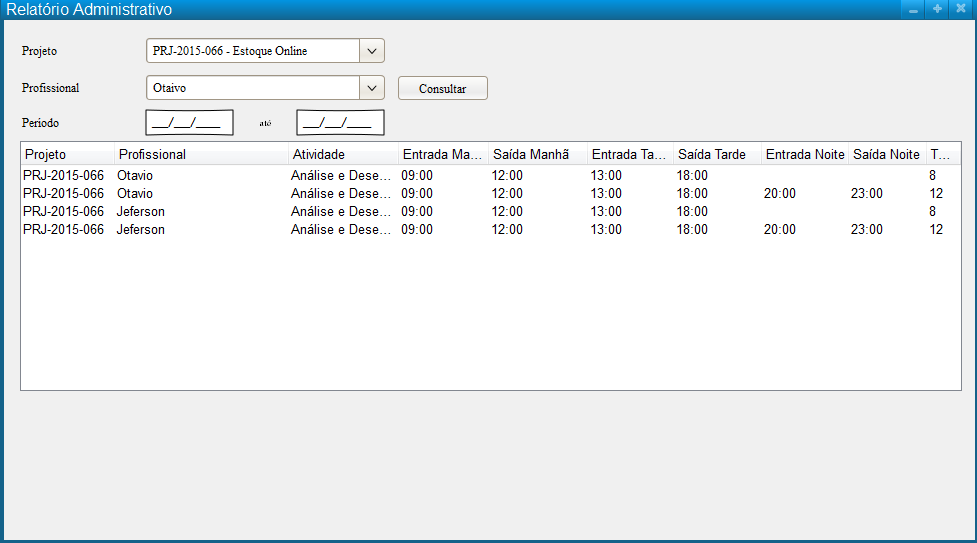 Relatório Administrativo
Projeto PRJ-2015-066 - Estoque Online
Profissional Otaivo Consultar
Periodo __/__/___ até __/__/___
Projeto Profissional Atividade Entrada Ma... Saída Manhã Entrada Ta... Saída Tarde Entrada Noite Saída Noite T...
PRJ-2015-066 Otavio Análise e Dese... 09:00 12:00 13:00 18:00 8
PRJ-2015-066 Otavio Análise e Dese... 09:00 12:00 13:00 18:00 20:00 23:00 12
PRJ-2015-066 Jeferson Análise e Dese... 09:00 12:00 13:00 18:00 8
PRJ-2015-066 Jeferson Análise e Dese... 09:00 12:00 13:00 18:00 20:00 23:00 12